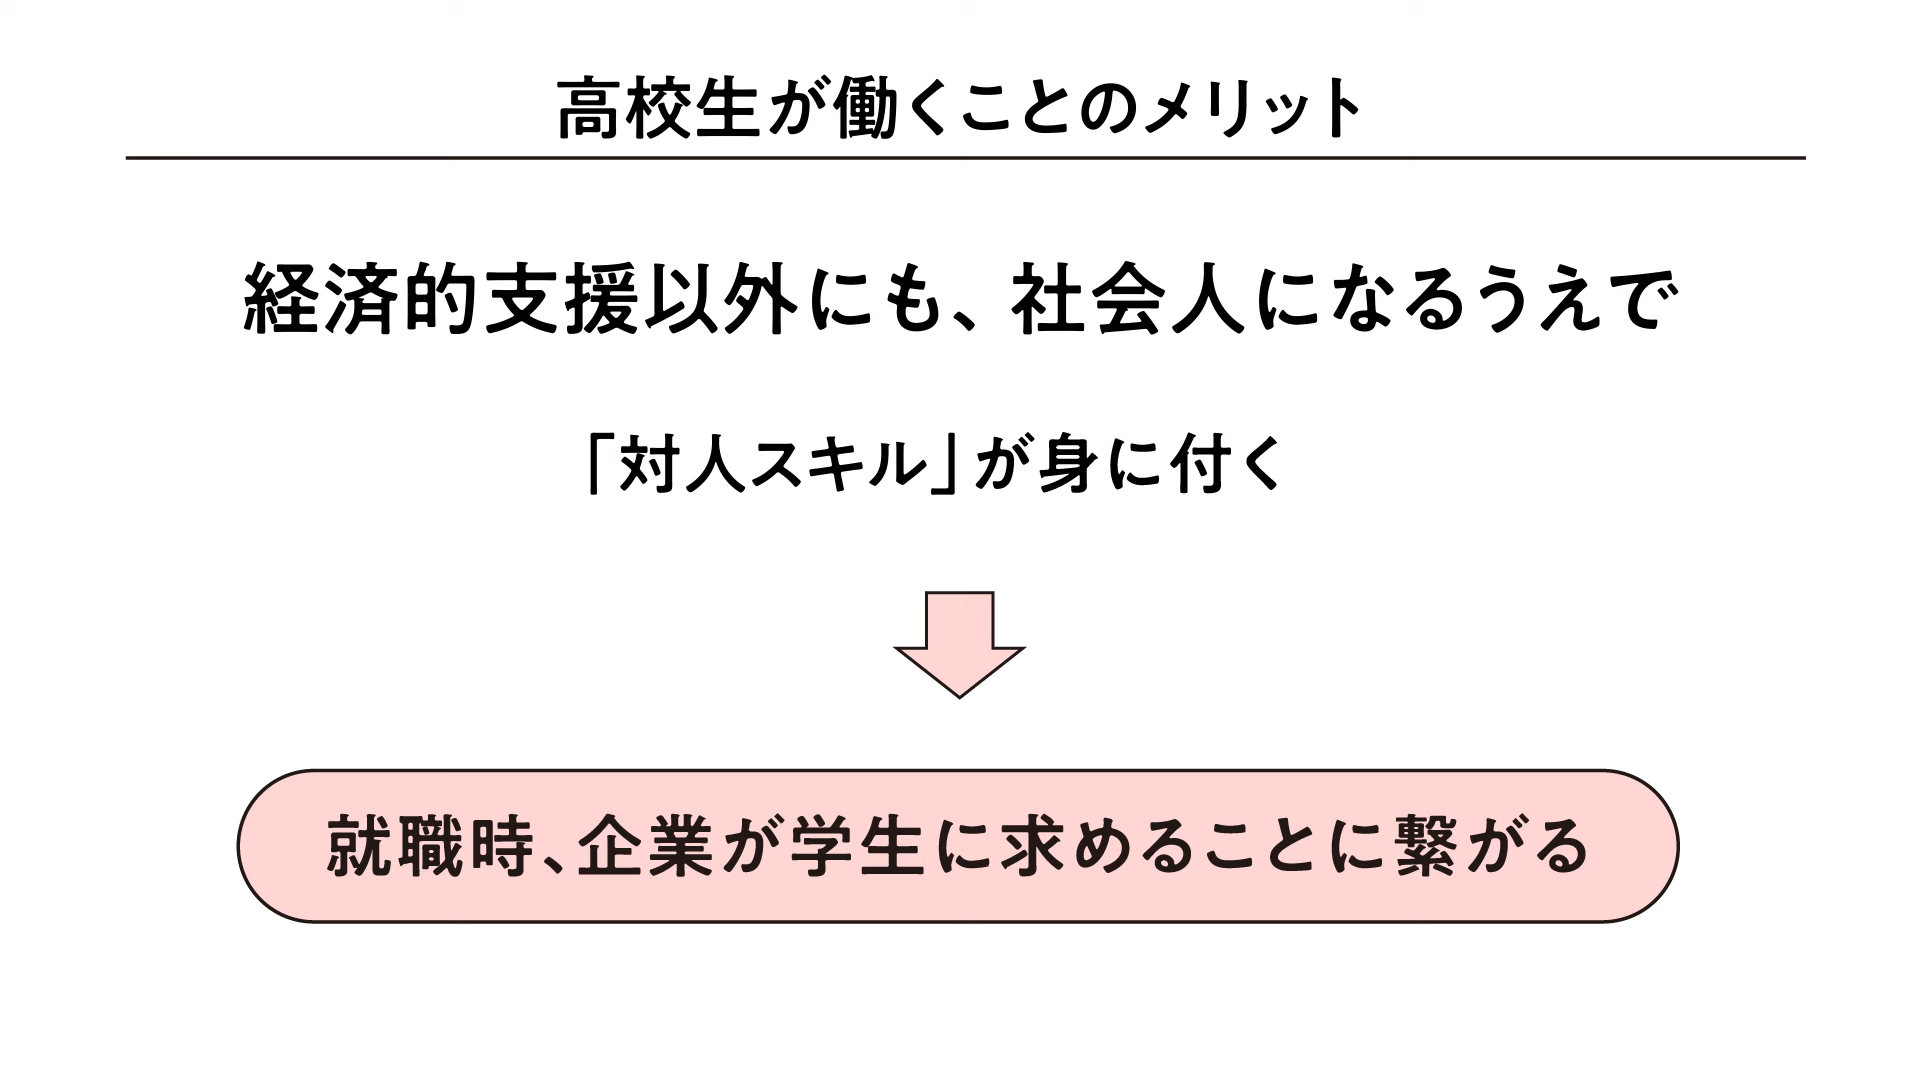 高校生が働くことのメリット
経済的支援以外にも、社会人になるうえで
「対人スキル」が身に付く
就職時、企業が学生に求めることに繋がる